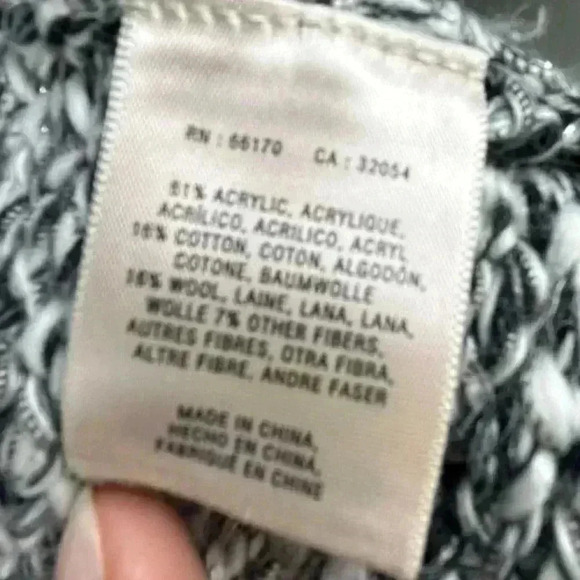 RN : 66170 CA : 32054
61% ACRYLIC, ACRYLIQUE,
ACRÍLICO, ACRILICO, ACRYL
16% COTTON, COTON, ALGODÓN,
COTONE, BAUMWOLLE
16% WOOL, LAINE, LANA, LANA,
WOLLE 7% OTHER FIBERS,
AUTRES FIBRES, OTRA FIBRA,
ALTRE FIBRE, ANDRE FASER
MADE IN CHINA,
HECHO EN CHINA,
FABRIQUÉ EN CHINE